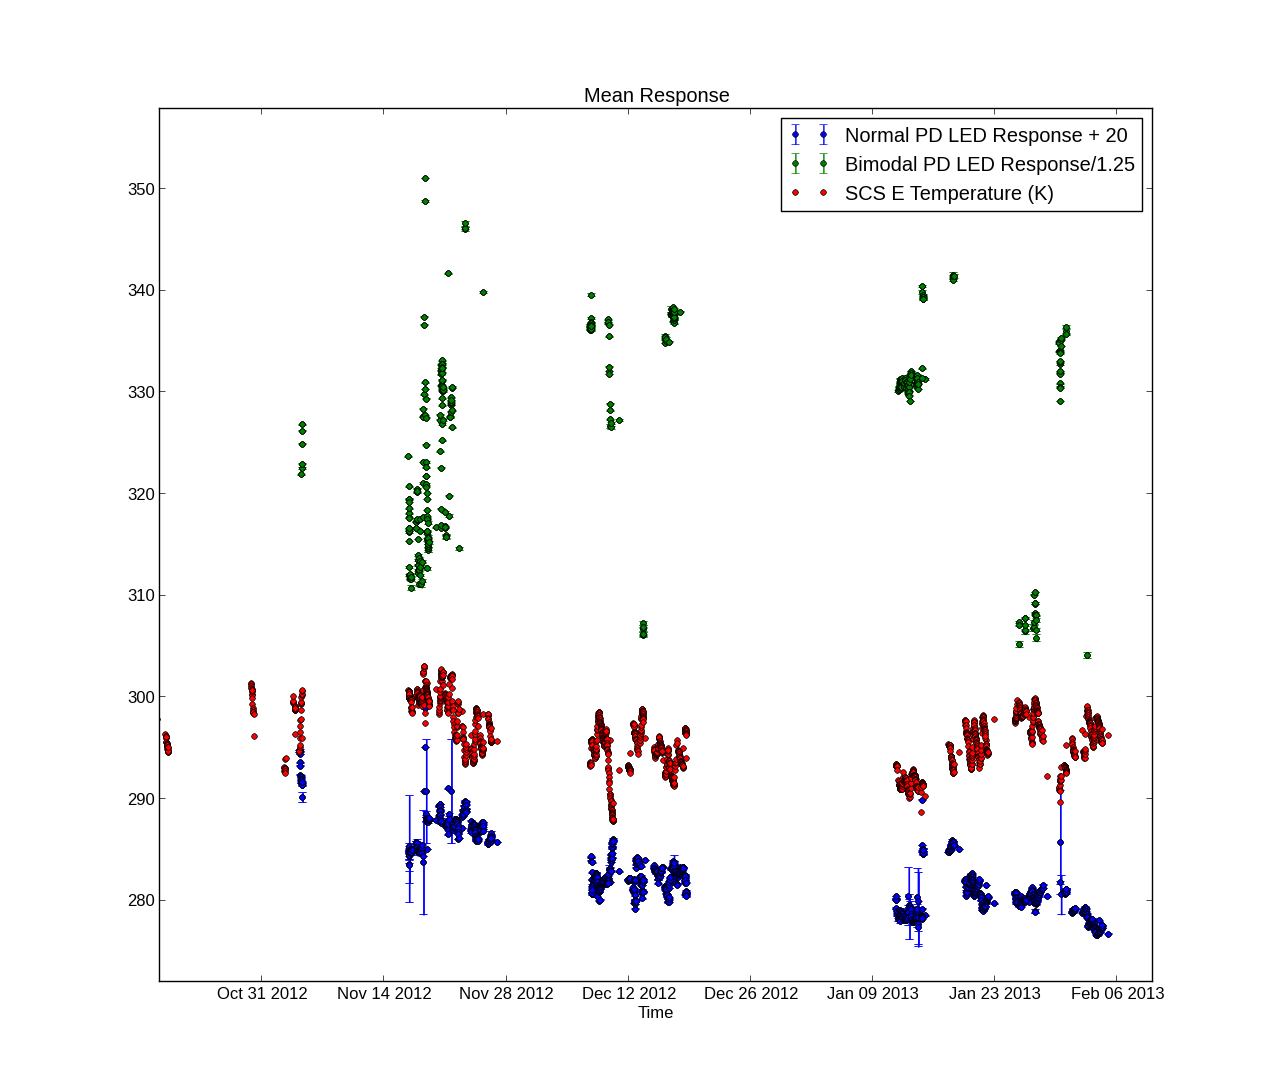 Mean Response
Normal PD LED Response + 20
Bimodal PD LED Response/1.25
SCS E Temperature (K)
350
340
330
320
310
300
290
280
Oct 31 2012
Nov 14 2012
Nov 28 2012
Dec 12 2012
Dec 26 2012
Jan 09 2013
Jan 23 2013
Feb 06 2013
Time